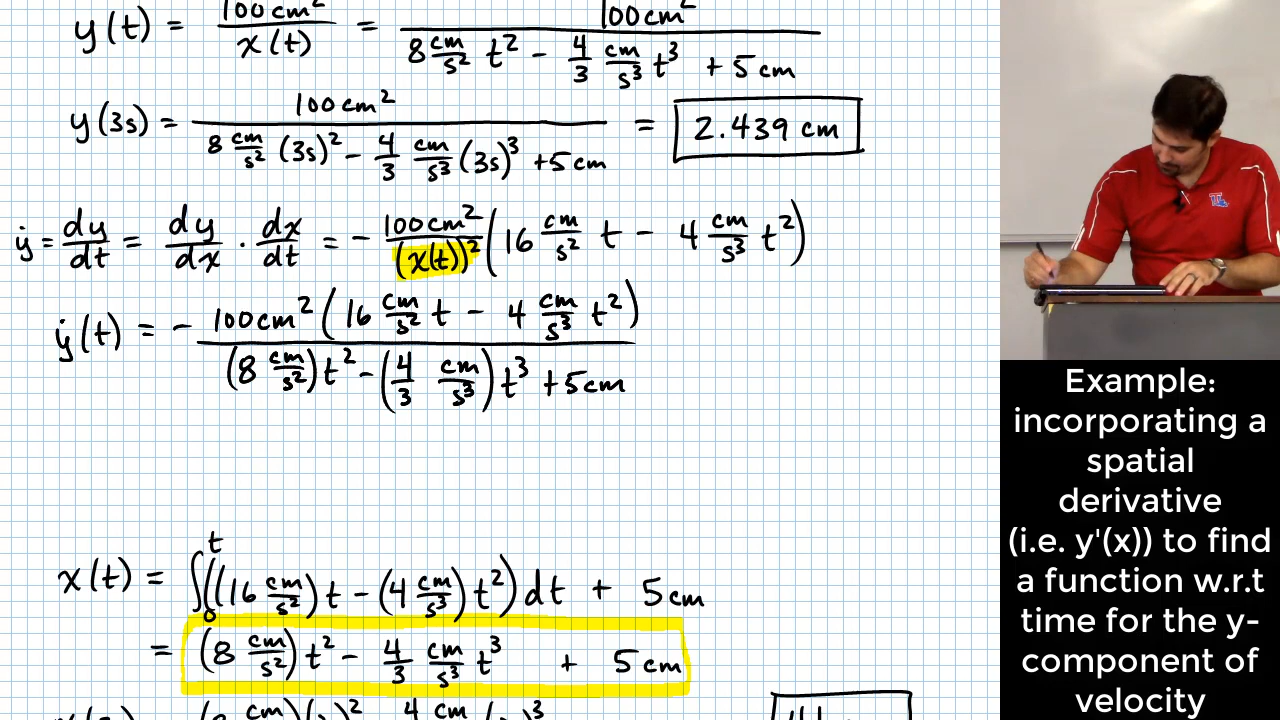 y(t) = 100cm² / x(t) = 100cm² / 8 cm/s² t² - 4/3 cm/s³ t³ + 5cm
y(3s) = 100cm² / 8 cm/s² (3s)² - 4/3 cm/s³ (3s)³ + 5cm = 2.439 cm
ẏ = dy/dt = dy/dx · dx/dt = - 100cm² / (x(t))² (16 cm/s² t - 4 cm/s³ t²)
ẏ(t) = - 100cm² (16 cm/s² t - 4 cm/s³ t²) / (8 cm/s²) t² - (4/3 cm/s³) t³ + 5cm
x(t) = ∫₀ᵗ ((16 cm/s²) t - (4 cm/s³) t²) dt + 5cm
= (8 cm/s²) t² - 4/3 cm/s³ t³ + 5cm
Example:
incorporating a
spatial
derivative
(i.e. y'(x)) to find
a function w.r.t
time for the y-
component of
velocity